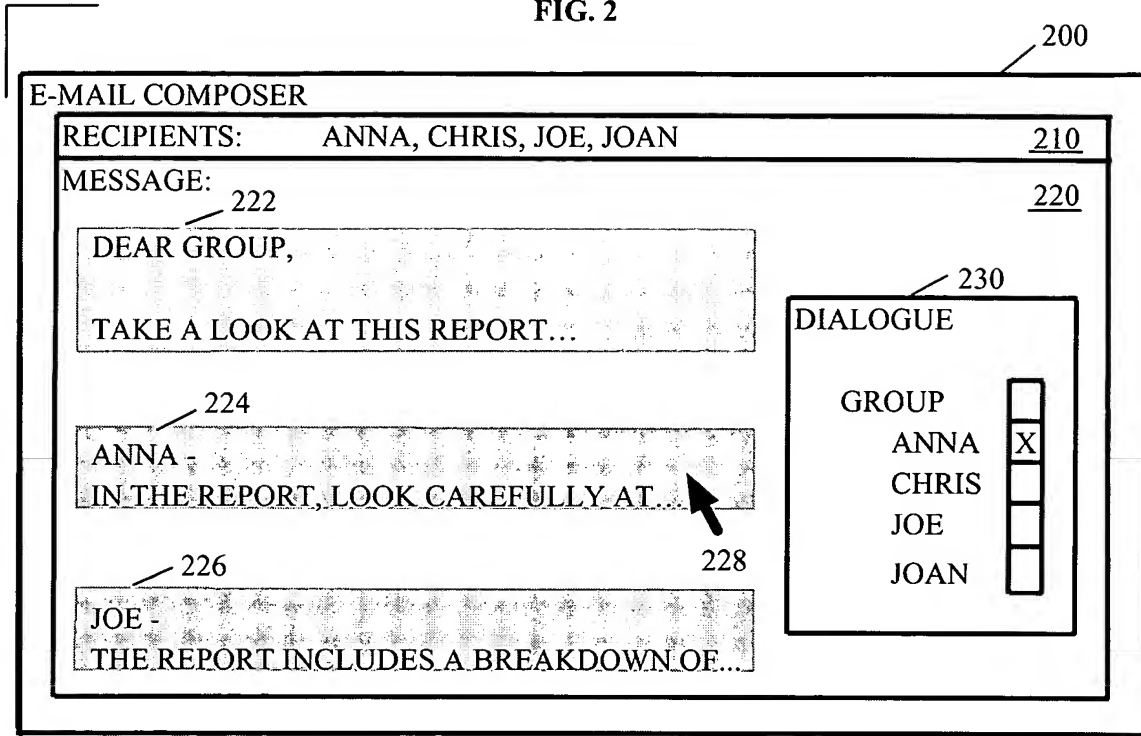 FIG. 2
200
E-MAIL COMPOSER
RECIPIENTS: ANNA, CHRIS, JOE, JOAN 210
MESSAGE: 220
222
DEAR GROUP,
TAKE A LOOK AT THIS REPORT...
224
ANNA -
IN THE REPORT, LOOK CAREFULLY AT...
228
226
JOE -
THE REPORT INCLUDES A BREAKDOWN OF...
230
DIALOGUE
GROUP
ANNA X
CHRIS
JOE
JOAN